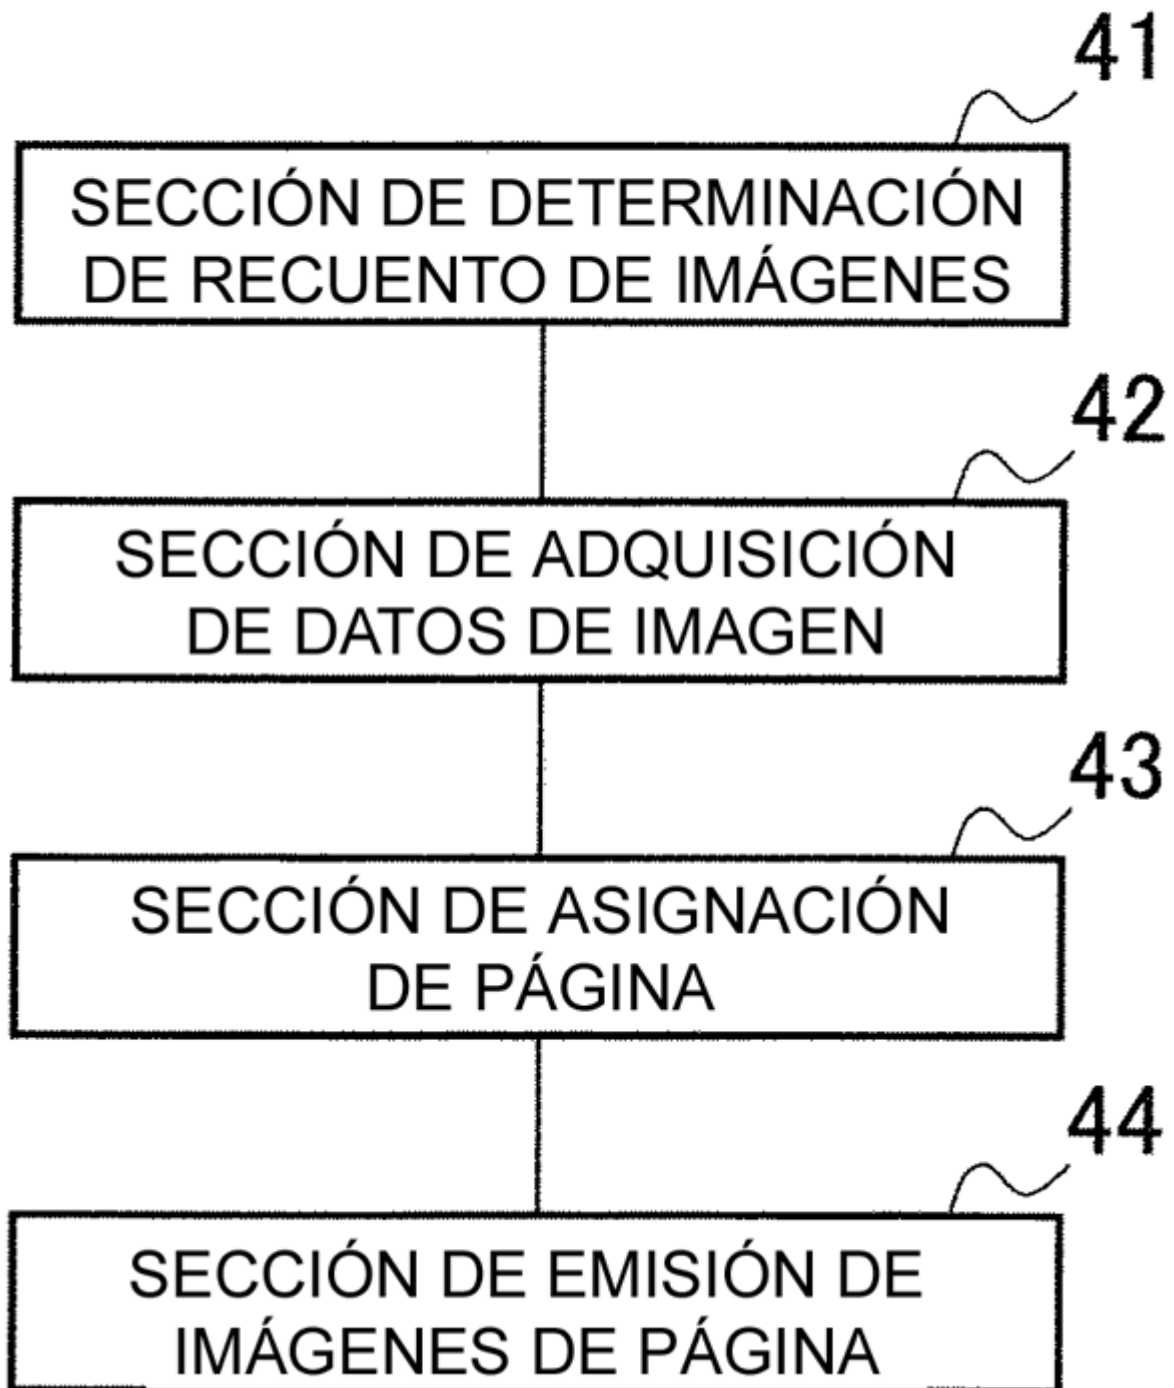 41
SECCIÓN DE DETERMINACIÓN
DE RECUENTO DE IMÁGENES
42
SECCIÓN DE ADQUISICIÓN
DE DATOS DE IMAGEN
43
SECCIÓN DE ASIGNACIÓN
DE PÁGINA
44
SECCIÓN DE EMISIÓN DE
IMÁGENES DE PÁGINA